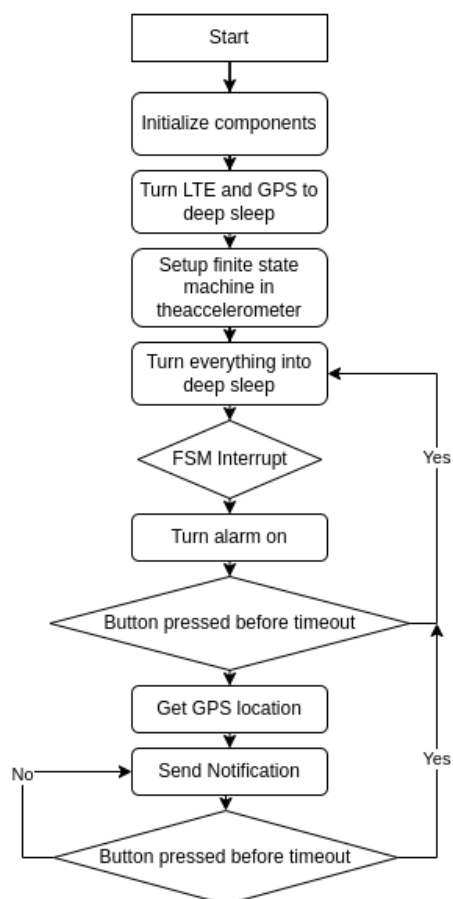 Start
Initialize components
Turn LTE and GPS to
deep sleep
Setup finite state
machine in
theaccelerometer
Turn everything into
deep sleep
Yes
FSM Interrupt
Turn alarm on
Button pressed before timeout
Get GPS location
Yes
No
Send Notification
Button pressed before timeout